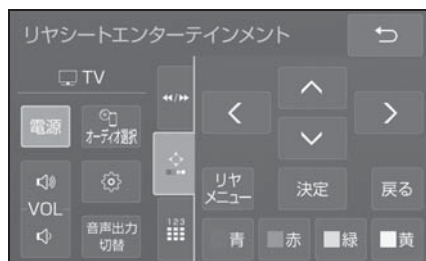 リヤシートエンターテインメント
TV
電源
オーディオ選択
VOL
音声出力
切替
123
リヤ
メニュー
決定
戻る
青
赤
緑
黄